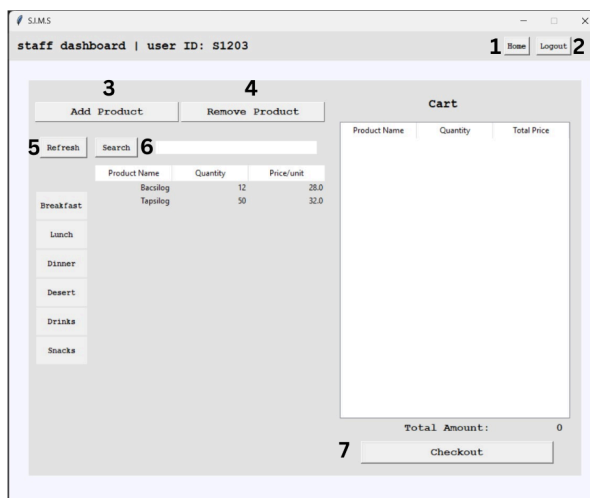 S.I.M.S
staff dashboard | user ID: S1203
1 Home Logout 2
3 4
Add Product Remove Product
Cart
5 Refresh Search 6
Product Name Quantity Total Price
Product Name Quantity Price/unit
Bacsilog 12 28.0
Tapsilog 50 32.0
Breakfast
Lunch
Dinner
Desert
Drinks
Snacks
Total Amount: 0
7 Checkout